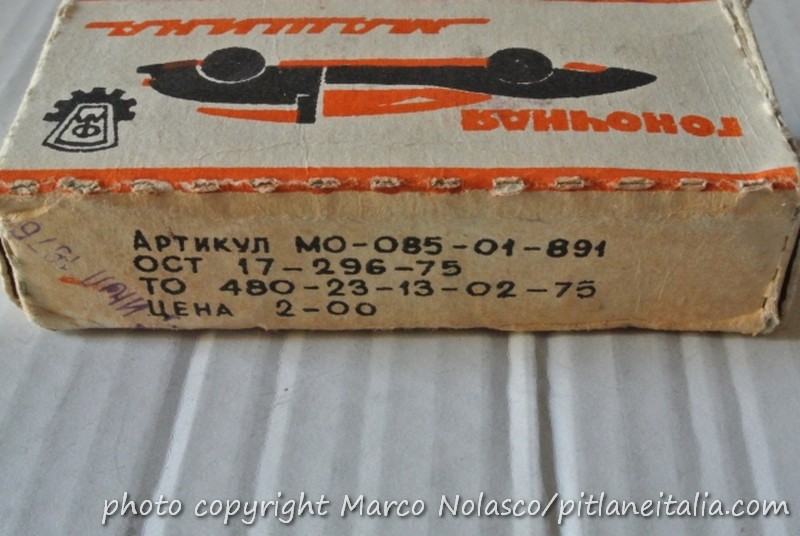 ГОНОЧНАЯ
машинка
АРТИКУЛ МО-085-01-891
ОСТ 17-296-75
ТО 480-23-13-02-75
ЦЕНА 2-00
photo copyright Marco Nolasco/pitlaneitalia.com